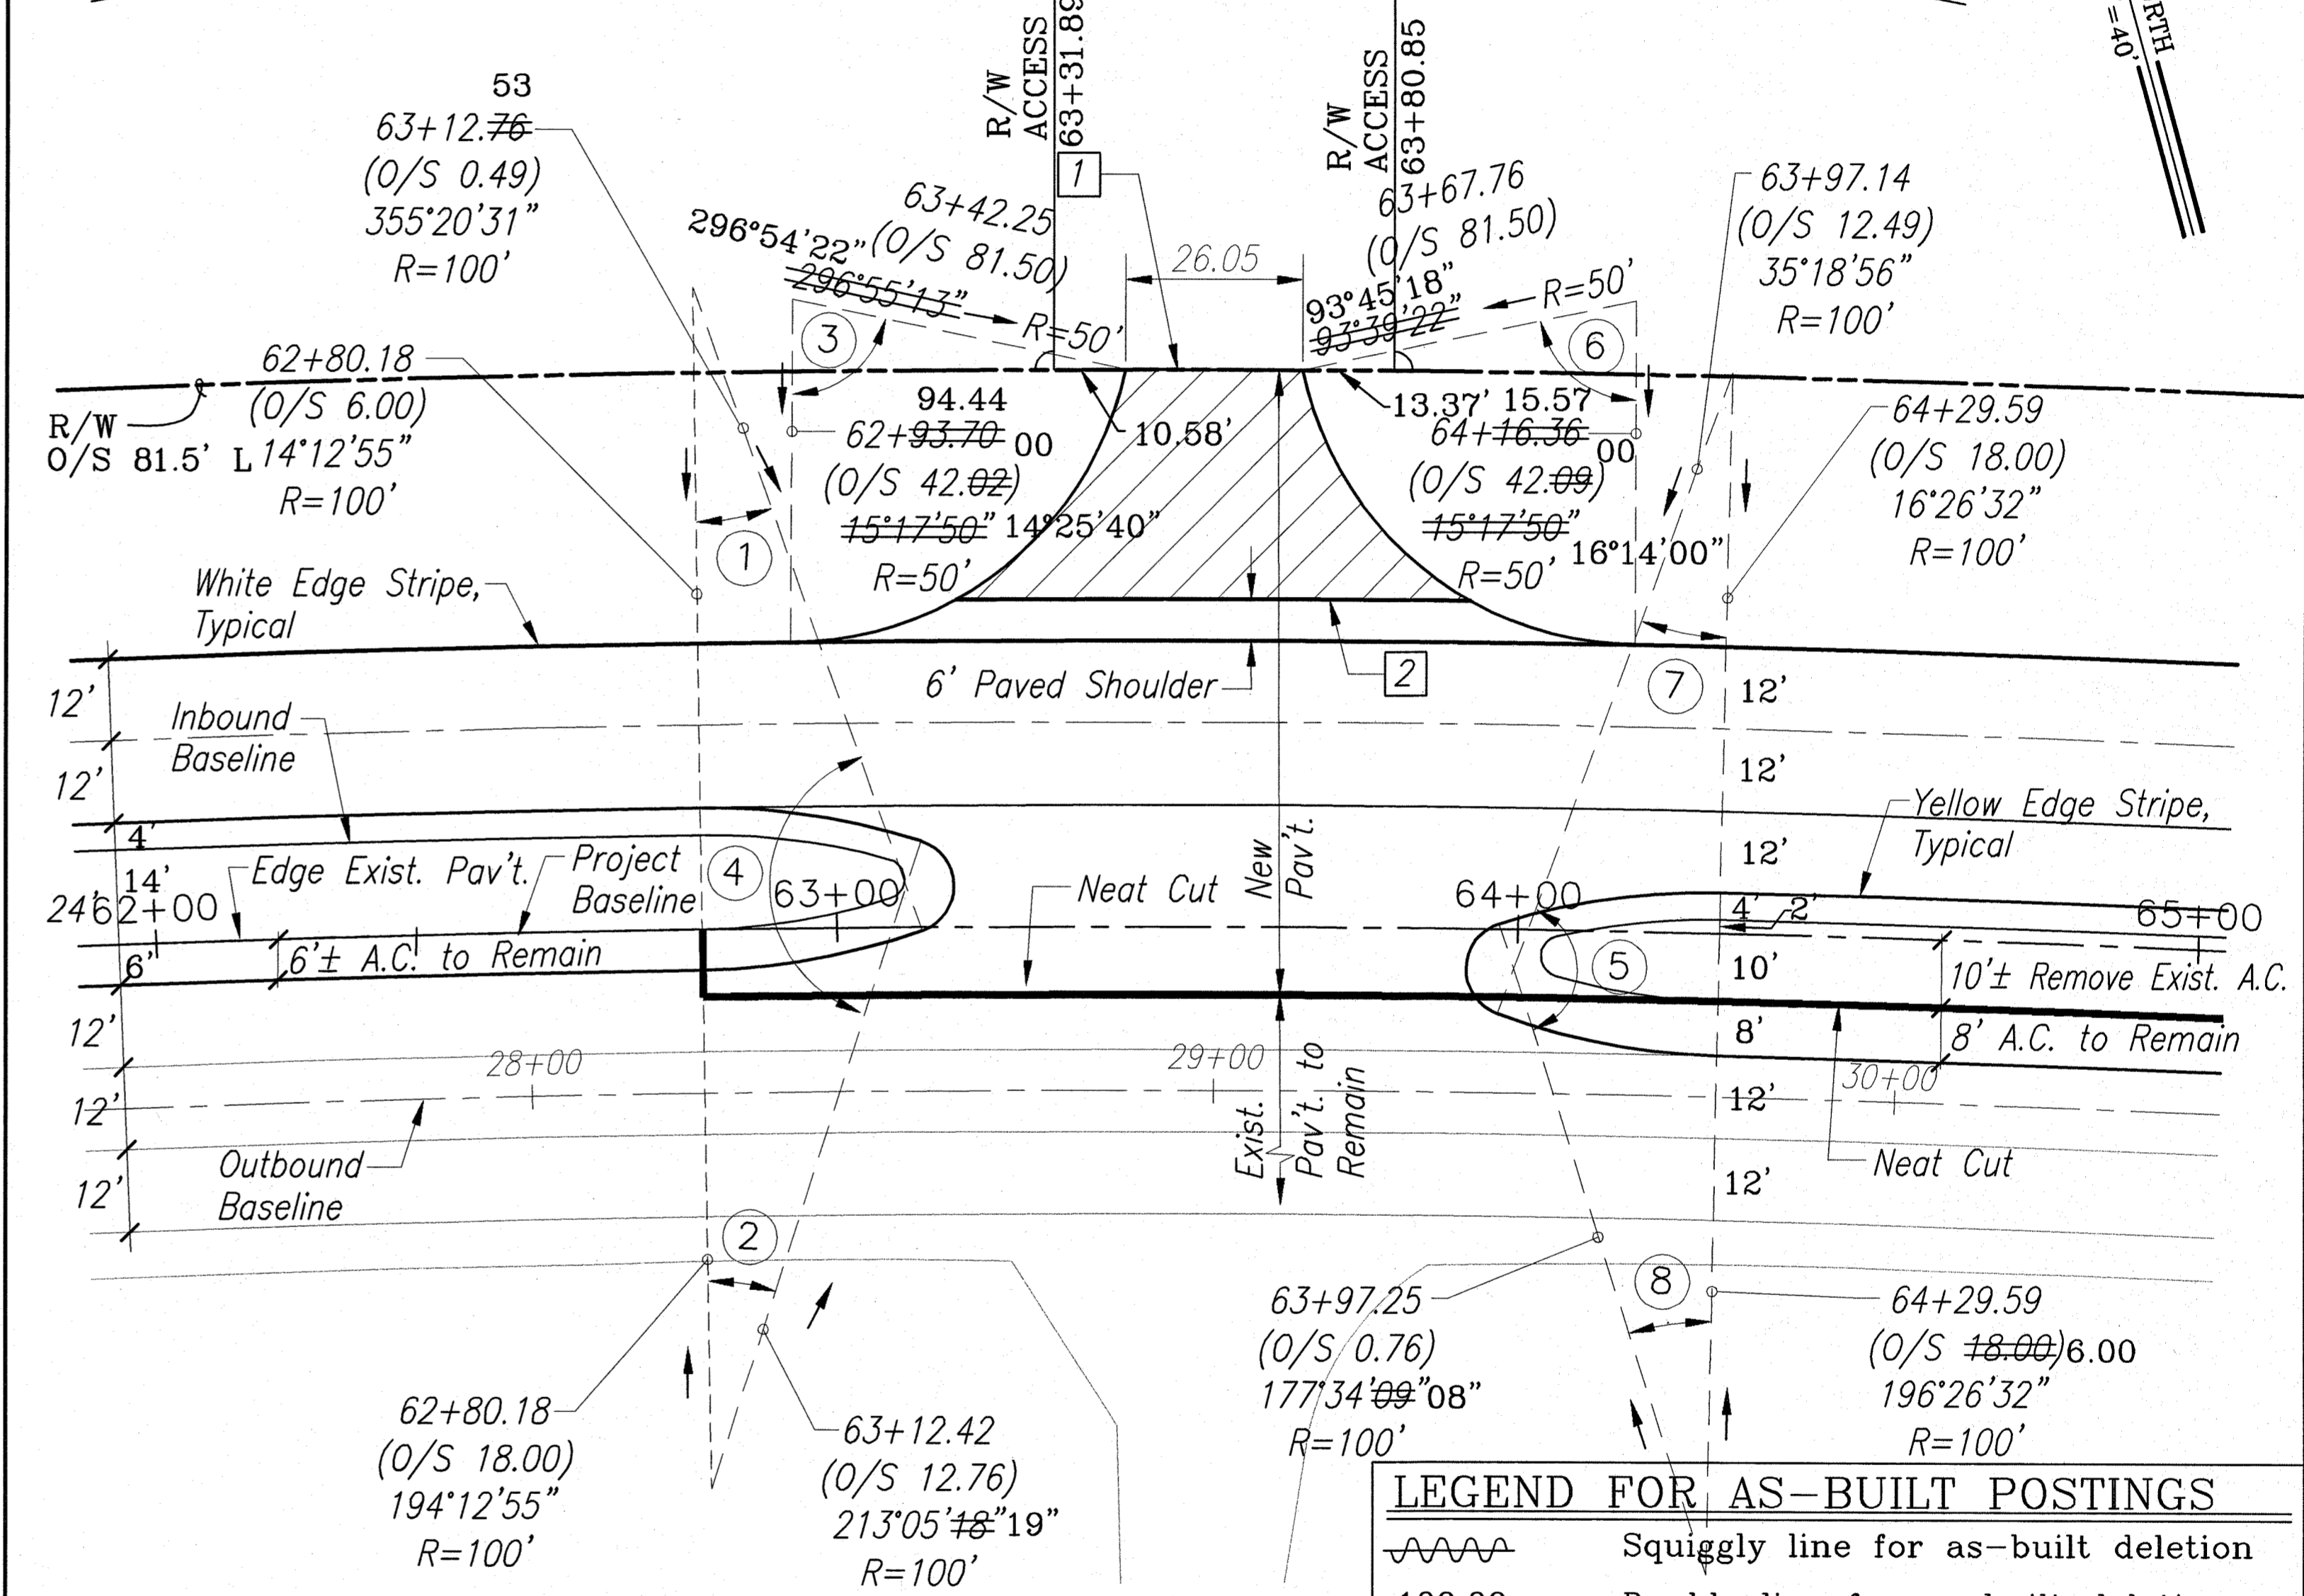 53
63+12.76
(O/S 0.49)
355°20'31"
R=100'
62+80.18
(O/S 6.00)
14°12'55"
R=100'
R/W
O/S 81.5' L
R/W
ACCESS
63+31.89
R/W
ACCESS
63+80.85
1
63+42.25
(O/S 81.50)
296°54'22"
296°55'13"
R=50'
3
26.05
63+67.76
(O/S 81.50)
93°45'18"
93°39'22"
R=50'
6
63+97.14
(O/S 12.49)
35°18'56"
R=100'
64+29.59
(O/S 18.00)
16°26'32"
R=100'
94.44
62+93.70 00
(O/S 42.02)
15°17'50" 14°25'40"
R=50'
10.58'
13.37' 15.57
64+16.36 00
(O/S 42.09)
15°17'50"
16°14'00"
R=50'
1
White Edge Stripe,
Typical
6' Paved Shoulder
2
7
12'
12'
Inbound
Baseline
12'
12'
12'
12'
Yellow Edge Stripe,
Typical
4'
14'
24'
6'
62+00
Edge Exist. Pav't.
Project
Baseline
4
63+00
Neat Cut
New
Pav't.
64+00
4'
2'
65+00
6'± A.C. to Remain
5
10'
10'± Remove Exist. A.C.
8'
8' A.C. to Remain
12'
28+00
29+00
30+00
12'
12'
12'
12'
Exist.
Pav't. to
Remain
Outbound
Baseline
Neat Cut
2
8
62+80.18
(O/S 18.00)
194°12'55"
R=100'
63+12.42
(O/S 12.76)
213°05'18"19"
R=100'
63+97.25
(O/S 0.76)
177°34'09"08"
R=100'
64+29.59
(O/S 18.00)6.00
196°26'32"
R=100'
LEGEND FOR AS-BUILT POSTINGS
Squiggly line for as-built deletion